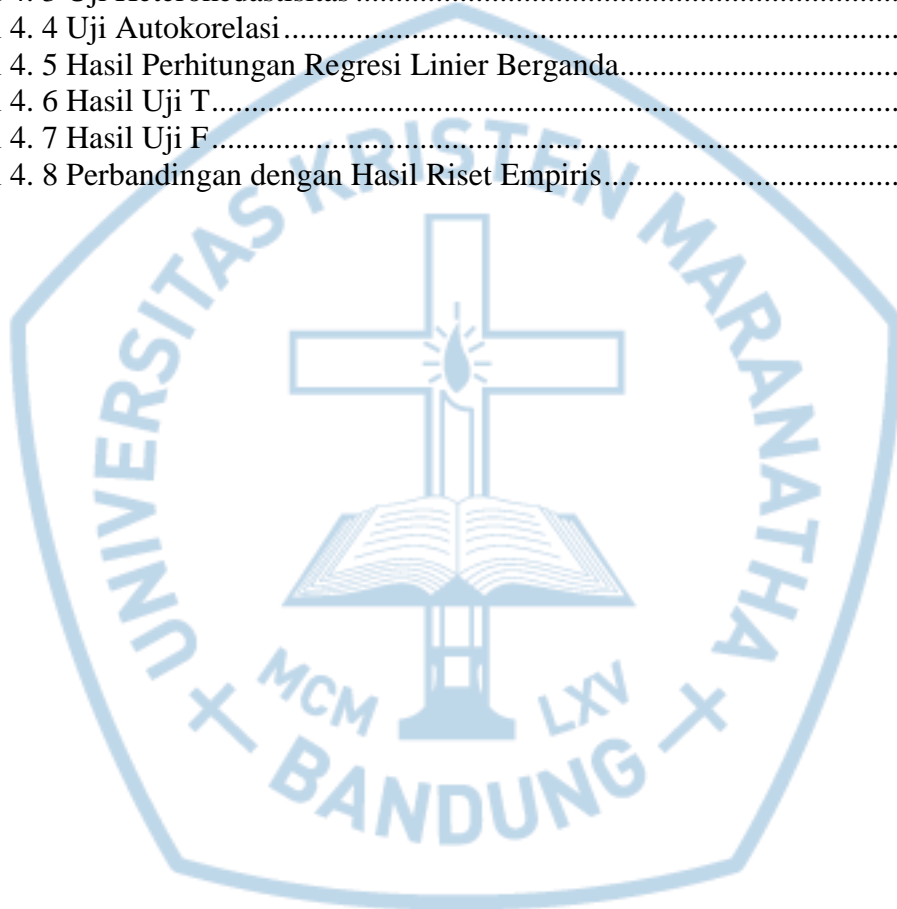 4. 4 Uji Autokorelasi
4. 5 Hasil Perhitungan Regresi Linier Berganda
4. 6 Hasil Uji T
4. 7 Hasil Uji F
4. 8 Perbandingan dengan Hasil Riset Empiris
UNIVERSITAS KRISTEN MARANATHA
MCM LXV
BANDUNG